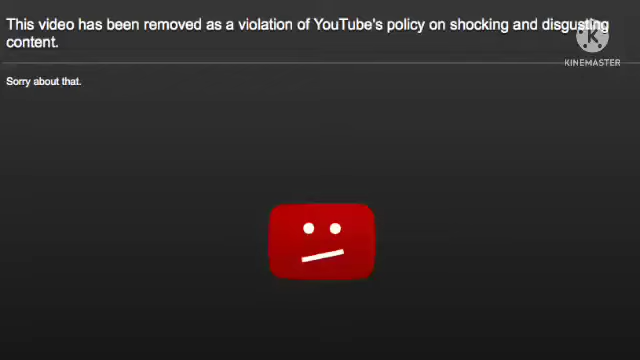 This video has been removed as a violation of YouTube's policy on shocking and disgusting
content.
K
KINEMASTER
Sorry about that.